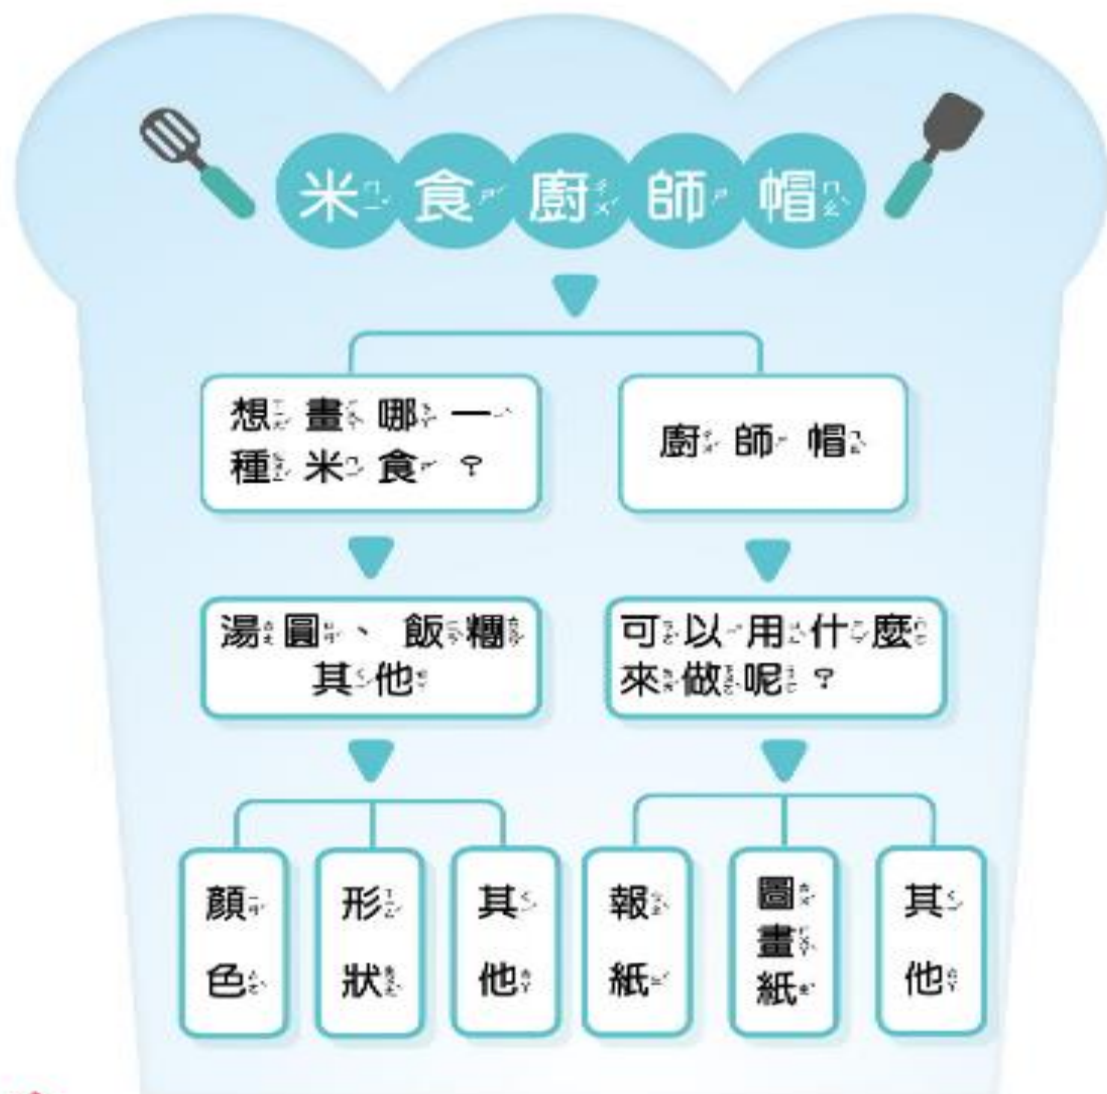 米食廚師帽
想畫哪一
種米食?
廚師帽
湯圓、飯糰
其他
可以用什麼
來做呢?
顏色
形狀
其他
報紙
圖畫紙
其他